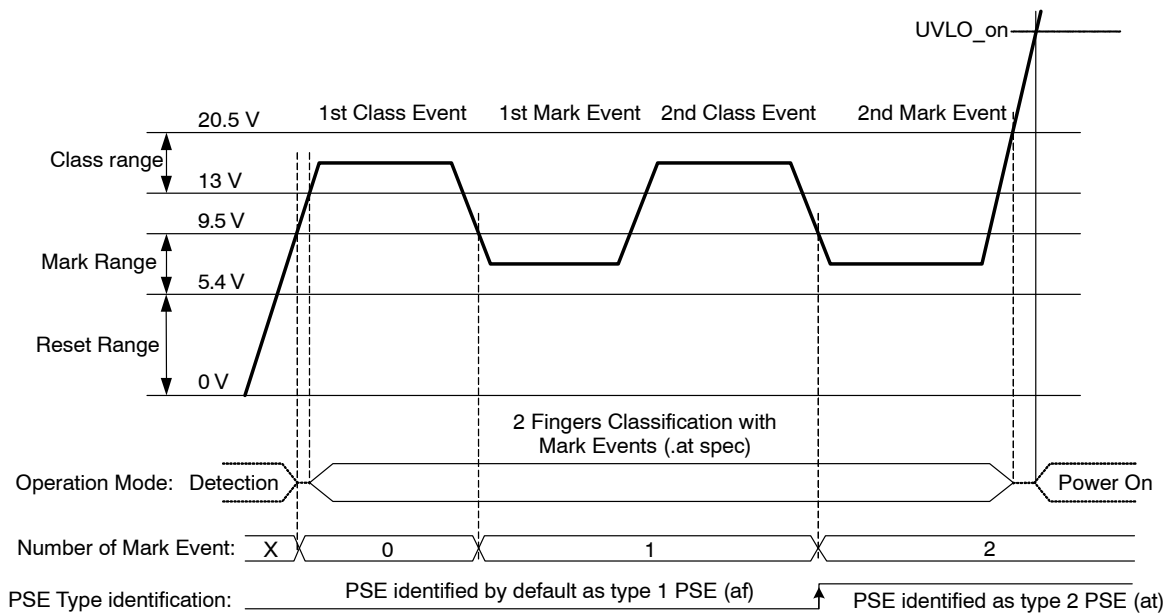 UVLO_on
1st Class Event 1st Mark Event 2nd Class Event 2nd Mark Event
20.5 V
Class range
13 V
9.5 V
Mark Range
5.4 V
Reset Range
0 V
2 Fingers Classification with
Mark Events (.at spec)
Operation Mode: Detection Power On
Number of Mark Event: X 0 1 2
PSE Type identification: PSE identified by default as type 1 PSE (af) PSE identified as type 2 PSE (at)